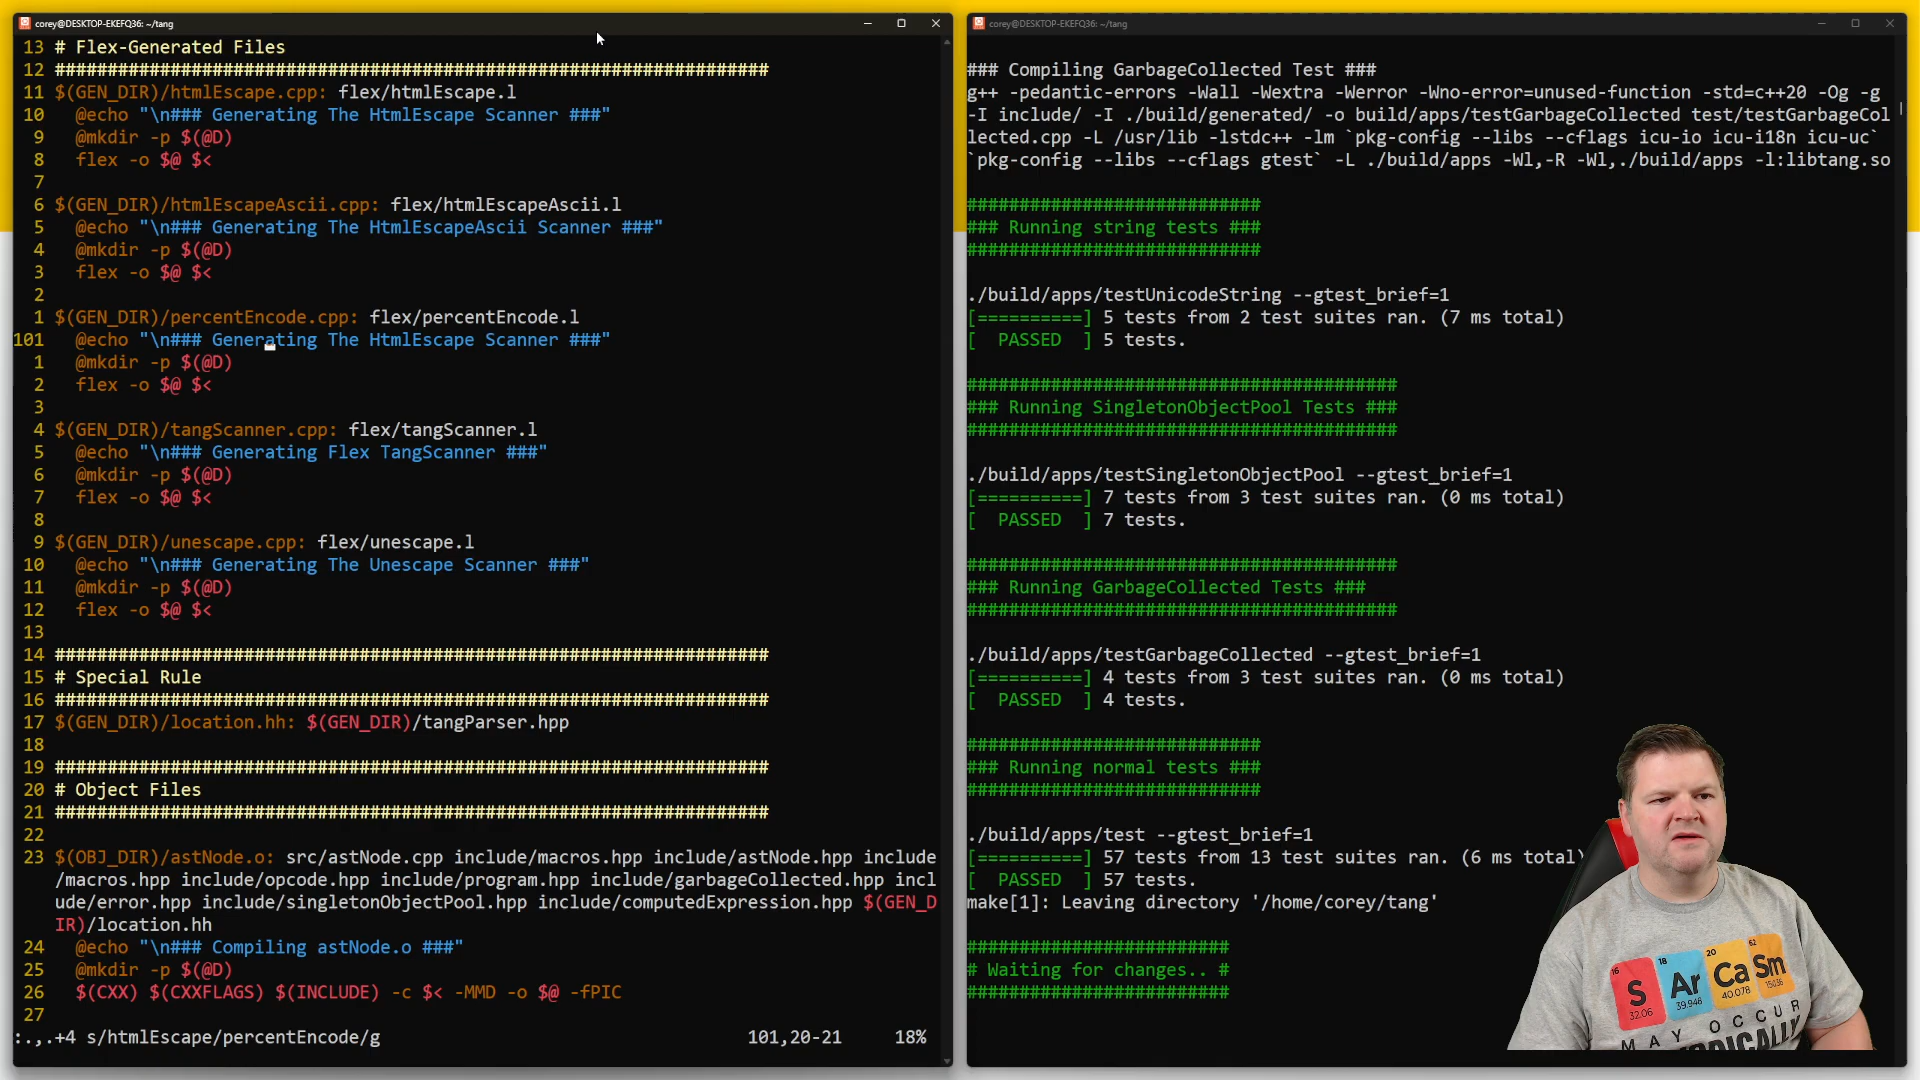 corey@DESKTOP-EKEFQ36: ~/tang
13 # Flex-Generated Files
12 ####################################################################
11 $(GEN_DIR)/htmlEscape.cpp: flex/htmlEscape.l
10 @echo "\n### Generating The HtmlEscape Scanner ###"
9 @mkdir -p $(@D)
8 flex -o $@ $<
7
6 $(GEN_DIR)/htmlEscapeAscii.cpp: flex/htmlEscapeAscii.l
5 @echo "\n### Generating The HtmlEscapeAscii Scanner ###"
4 @mkdir -p $(@D)
3 flex -o $@ $<
2
1 $(GEN_DIR)/percentEncode.cpp: flex/percentEncode.l
101 @echo "\n### Generating The HtmlEscape Scanner ###"
1 @mkdir -p $(@D)
2 flex -o $@ $<
3
4 $(GEN_DIR)/tangScanner.cpp: flex/tangScanner.l
5 @echo "\n### Generating Flex TangScanner ###"
6 @mkdir -p $(@D)
7 flex -o $@ $<
8
9 $(GEN_DIR)/unescape.cpp: flex/unescape.l
10 @echo "\n### Generating The Unescape Scanner ###"
11 @mkdir -p $(@D)
12 flex -o $@ $<
13
14 ####################################################################
15 # Special Rule
16 ####################################################################
17 $(GEN_DIR)/location.hh: $(GEN_DIR)/tangParser.hpp
18
19 ####################################################################
20 # Object Files
21 ####################################################################
22
23 $(OBJ_DIR)/astNode.o: src/astNode.cpp include/macros.hpp include/astNode.hpp include
/macros.hpp include/opcode.hpp include/program.hpp include/garbageCollected.hpp incl
ude/error.hpp include/singletonObjectPool.hpp include/computedExpression.hpp $(GEN_D
IR)/location.hh
24 @echo "\n### Compiling astNode.o ###"
25 @mkdir -p $(@D)
26 $(CXX) $(CXXFLAGS) $(INCLUDE) -c $< -MMD -o $@ -fPIC
27
:.,.+4 s/htmlEscape/percentEncode/g 101,20-21 18%
corey@DESKTOP-EKEFQ36: ~/tang
### Compiling GarbageCollected Test ###
g++ -pedantic-errors -Wall -Wextra -Werror -Wno-error=unused-function -std=c++20 -Og -g
-I include/ -I ./build/generated/ -o build/apps/testGarbageCollected test/testGarbageCol
lected.cpp -L /usr/lib -lstdc++ -lm `pkg-config --libs --cflags icu-io icu-i18n icu-uc`
`pkg-config --libs --cflags gtest` -L ./build/apps -Wl,-R -Wl,./build/apps -l:libtang.so
############################
### Running string tests ###
############################
./build/apps/testUnicodeString --gtest_brief=1
[==========] 5 tests from 2 test suites ran. (7 ms total)
[  PASSED  ] 5 tests.
#########################################
### Running SingletonObjectPool Tests ###
#########################################
./build/apps/testSingletonObjectPool --gtest_brief=1
[==========] 7 tests from 3 test suites ran. (0 ms total)
[  PASSED  ] 7 tests.
#########################################
### Running GarbageCollected Tests ###
#########################################
./build/apps/testGarbageCollected --gtest_brief=1
[==========] 4 tests from 3 test suites ran. (0 ms total)
[  PASSED  ] 4 tests.
############################
### Running normal tests ###
############################
./build/apps/test --gtest_brief=1
[==========] 57 tests from 13 test suites ran. (6 ms total)
[  PASSED  ] 57 tests.
make[1]: Leaving directory '/home/corey/tang'
#########################
# Waiting for changes.. #
#########################
16 18 20 62
S Ar Ca Sm
32.06 39.948 40.078
MAY OCCUR